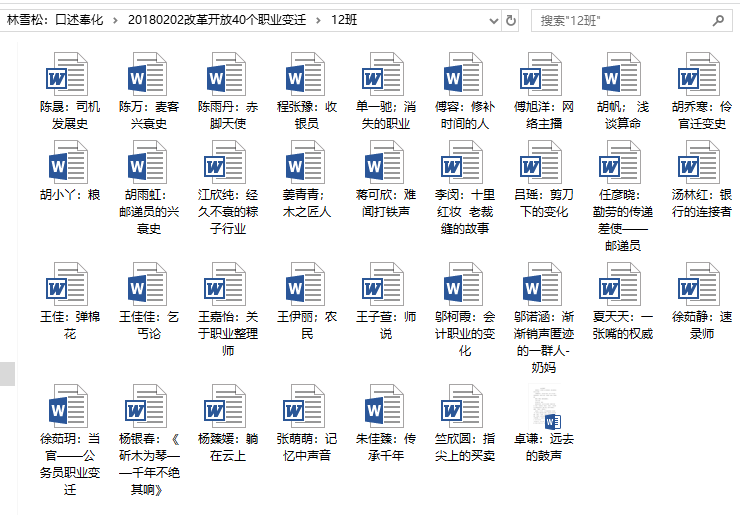 林雪松：口述奉化 › 20180202改革开放40个职业变迁 › 12班
搜索"12班"
陈晟：司机
发展史
陈万：麦客
兴衰史
陈雨丹：赤
脚天使
程张豫：收
银员
单一驰；消
失的职业
傅容：修补
时间的人
傅旭洋：网
络主播
胡帆； 浅
谈算命
胡乔寒：伶
官迁变史
胡小丫：粮
胡雨虹：
邮递员的兴
衰史
江欣纯：经
久不衰的粽
子行业
姜青青；
木之匠人
蒋可欣：难
闻打铁声
李闵：十里
红妆 老裁
缝的故事
吕瑶：剪刀
下的变化
任彦晓：
勤劳的传递
差使——
邮递员
汤林红：银
行的连接者
王佳：弹棉
花
王佳佳：乞
丐论
王嘉怡：关
于职业整理
师
王伊丽；农
民
王子萱：师
说
邬柯霞：会
计职业的变
化
邬诺涵：渐
渐销声匿迹
的一群人-
奶妈
夏天天：一
张嘴的权威
徐茹静：速
录师
徐茹玥：当
官——公
务员职业变
迁
杨银春：《
斫木为琴—
—千年不绝
其响》
杨臻媛：躺
在云上
张萌萌：记
忆中声音
朱佳臻：传
承千年
竺欣圆：指
尖上的买卖
卓谦：远去
的鼓声